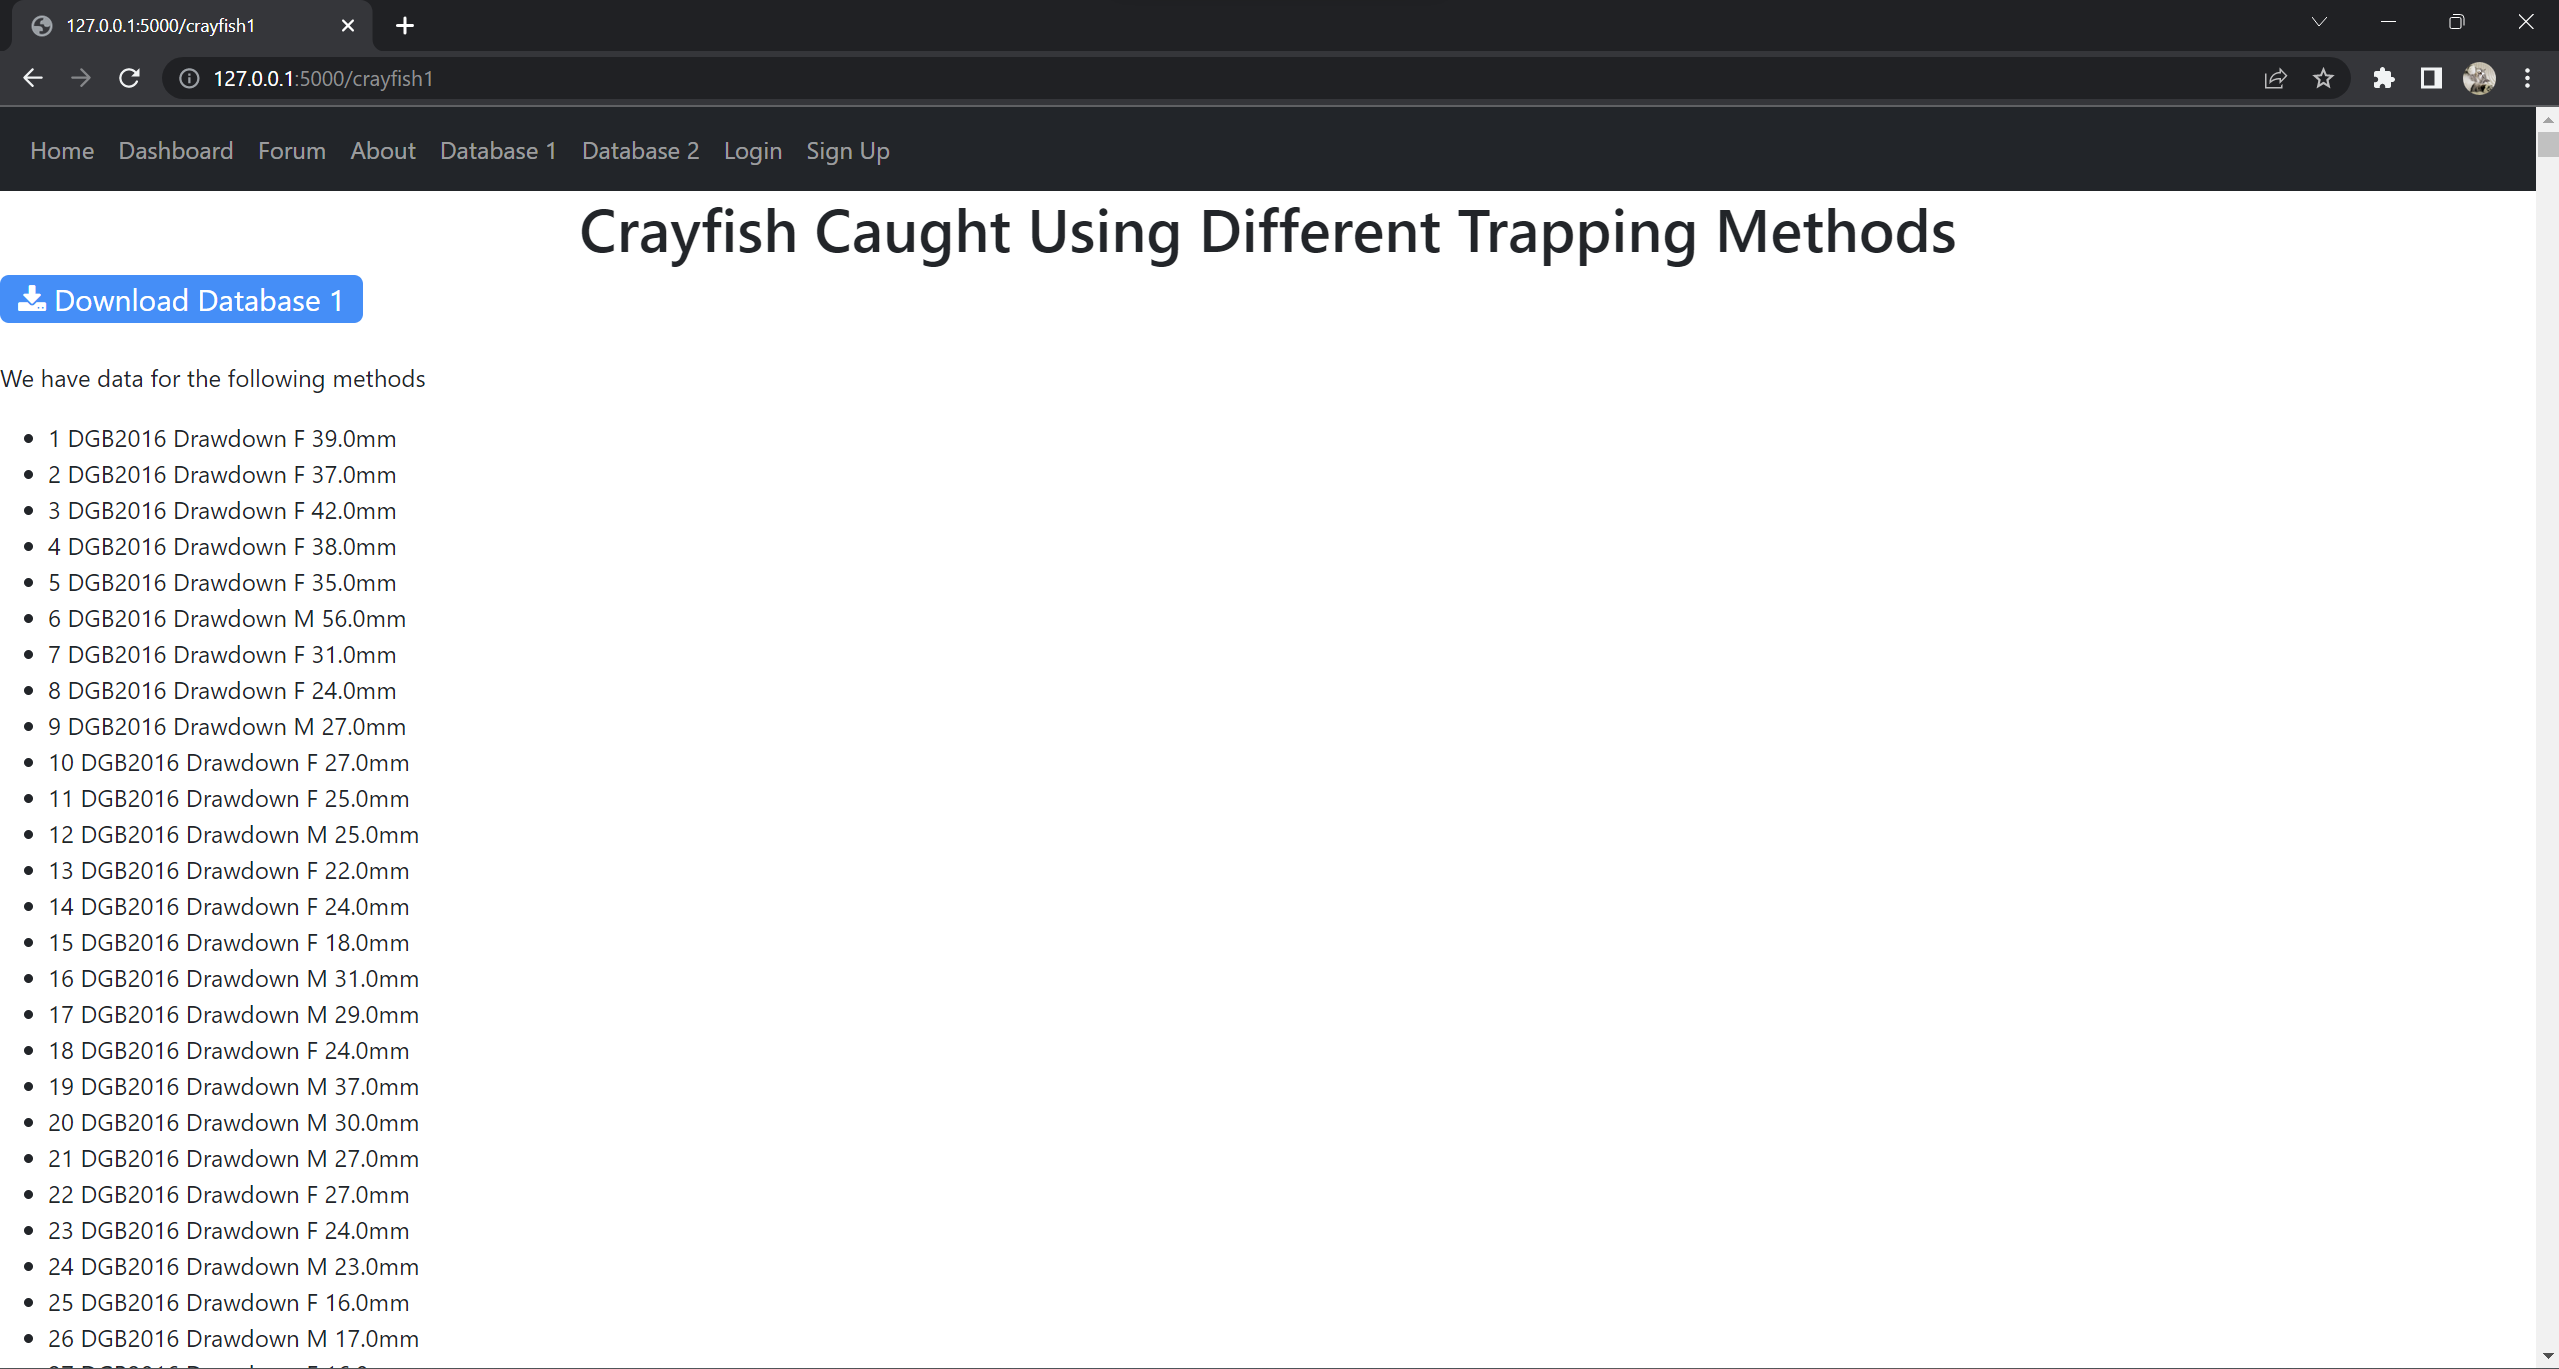 127.0.0.1:5000/crayfish1
127.0.0.1:5000/crayfish1
Home Dashboard Forum About Database 1 Database 2 Login Sign Up
Crayfish Caught Using Different Trapping Methods
Download Database 1
We have data for the following methods
1 DGB2016 Drawdown F 39.0mm
2 DGB2016 Drawdown F 37.0mm
3 DGB2016 Drawdown F 42.0mm
4 DGB2016 Drawdown F 38.0mm
5 DGB2016 Drawdown F 35.0mm
6 DGB2016 Drawdown M 56.0mm
7 DGB2016 Drawdown F 31.0mm
8 DGB2016 Drawdown F 24.0mm
9 DGB2016 Drawdown M 27.0mm
10 DGB2016 Drawdown F 27.0mm
11 DGB2016 Drawdown F 25.0mm
12 DGB2016 Drawdown M 25.0mm
13 DGB2016 Drawdown F 22.0mm
14 DGB2016 Drawdown F 24.0mm
15 DGB2016 Drawdown F 18.0mm
16 DGB2016 Drawdown M 31.0mm
17 DGB2016 Drawdown M 29.0mm
18 DGB2016 Drawdown F 24.0mm
19 DGB2016 Drawdown M 37.0mm
20 DGB2016 Drawdown M 30.0mm
21 DGB2016 Drawdown M 27.0mm
22 DGB2016 Drawdown F 27.0mm
23 DGB2016 Drawdown F 24.0mm
24 DGB2016 Drawdown M 23.0mm
25 DGB2016 Drawdown F 16.0mm
26 DGB2016 Drawdown M 17.0mm